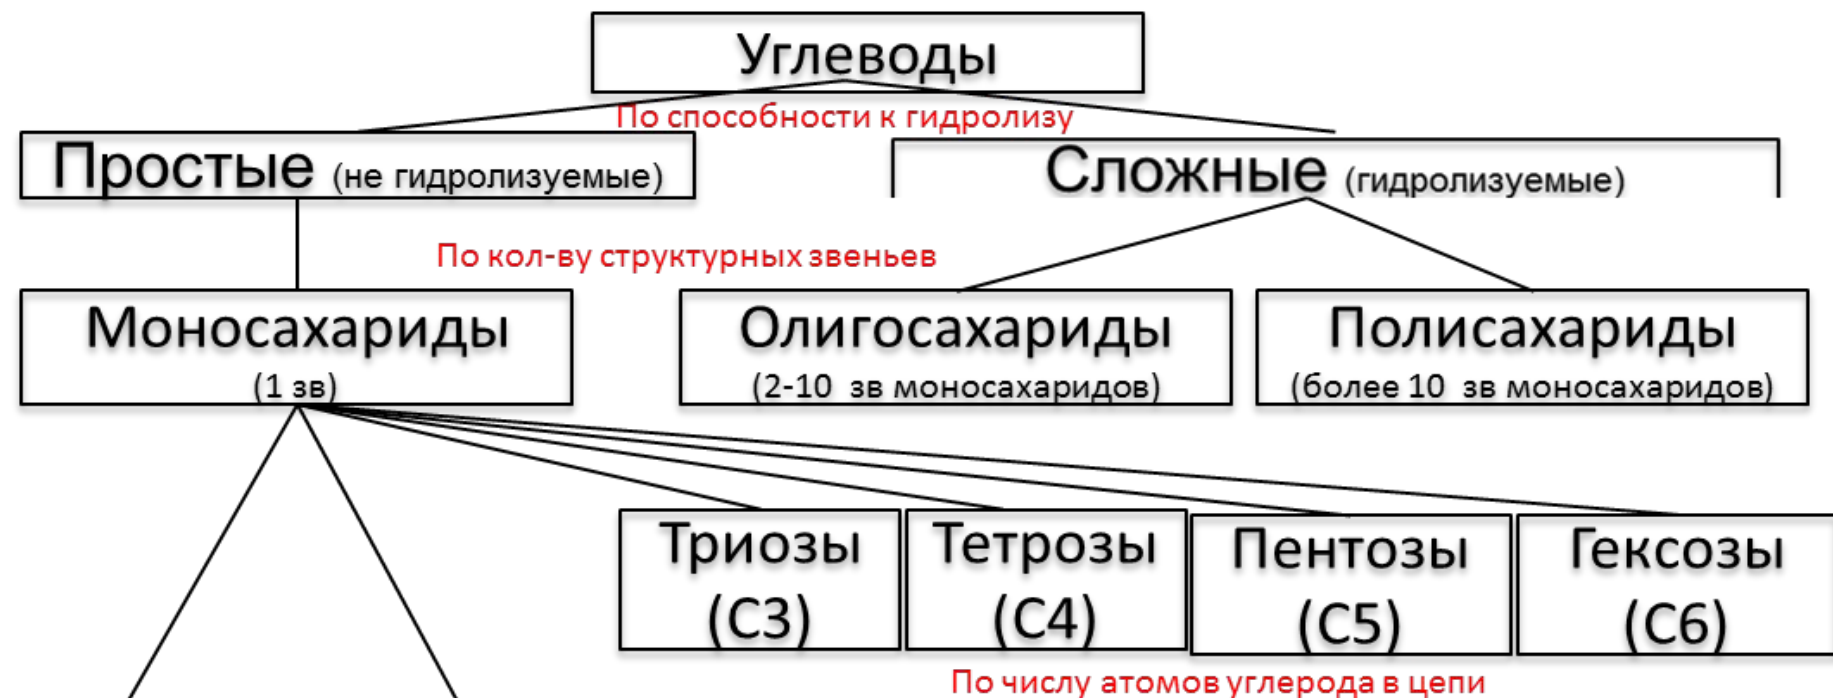 Углеводы
По способности к гидролизу
Простые (не гидролизуемые)
Сложные (гидролизуемые)
По кол-ву структурных звеньев
Моносахариды
(1 зв)
Олигосахариды
(2-10 зв моносахаридов)
Полисахариды
(более 10 зв моносахаридов)
Триозы
(С3)
Тетрозы
(С4)
Пентозы
(С5)
Гексозы
(С6)
По числу атомов углерода в цепи